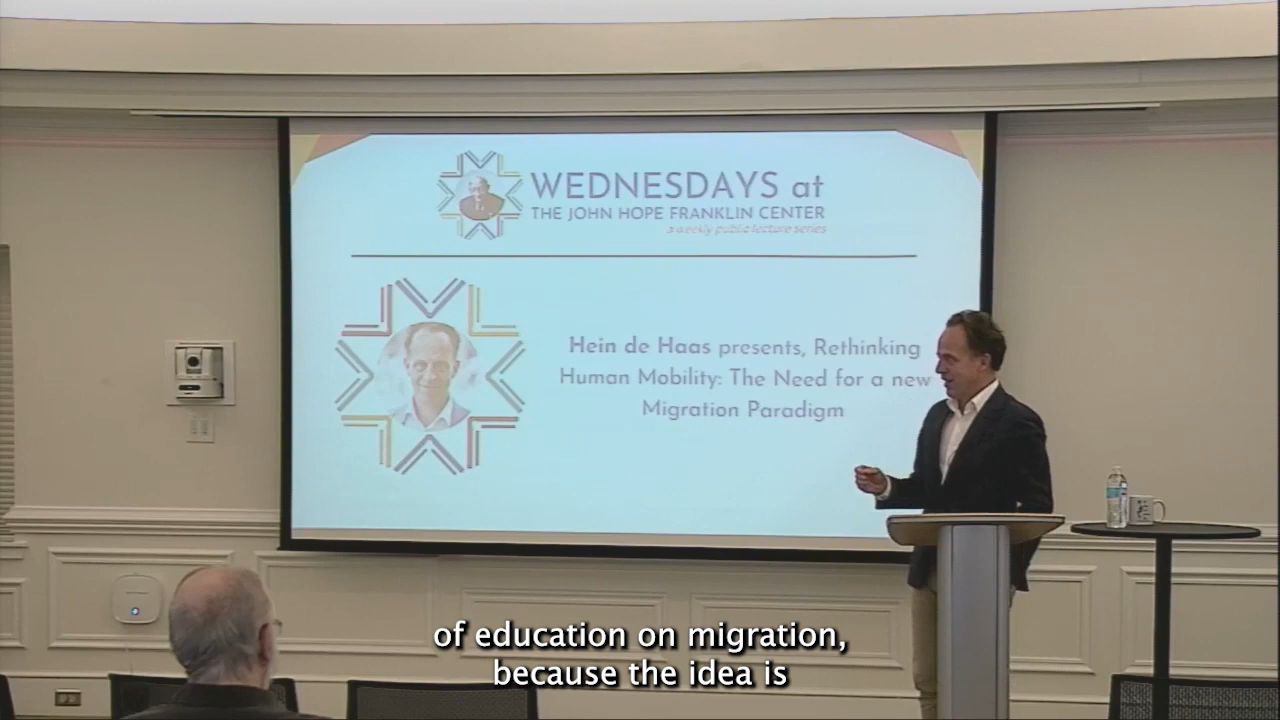 WEDNESDAYS at
THE JOHN HOPE FRANKLIN CENTER
a weekly public lecture series
Hein de Haas presents, Rethinking
Human Mobility: The Need for a new
Migration Paradigm
of education on migration,
because the idea is